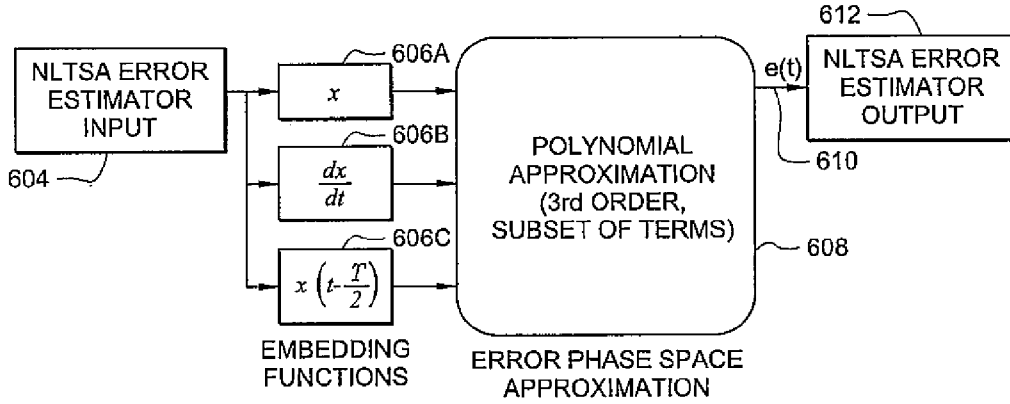 NLTSA ERROR
ESTIMATOR
INPUT
604
606A
x
606B
dx
dt
606C
x (t-T/2)
EMBEDDING
FUNCTIONS
POLYNOMIAL
APPROXIMATION
(3rd ORDER,
SUBSET OF TERMS)
608
ERROR PHASE SPACE
APPROXIMATION
e(t)
610
612
NLTSA ERROR
ESTIMATOR
OUTPUT